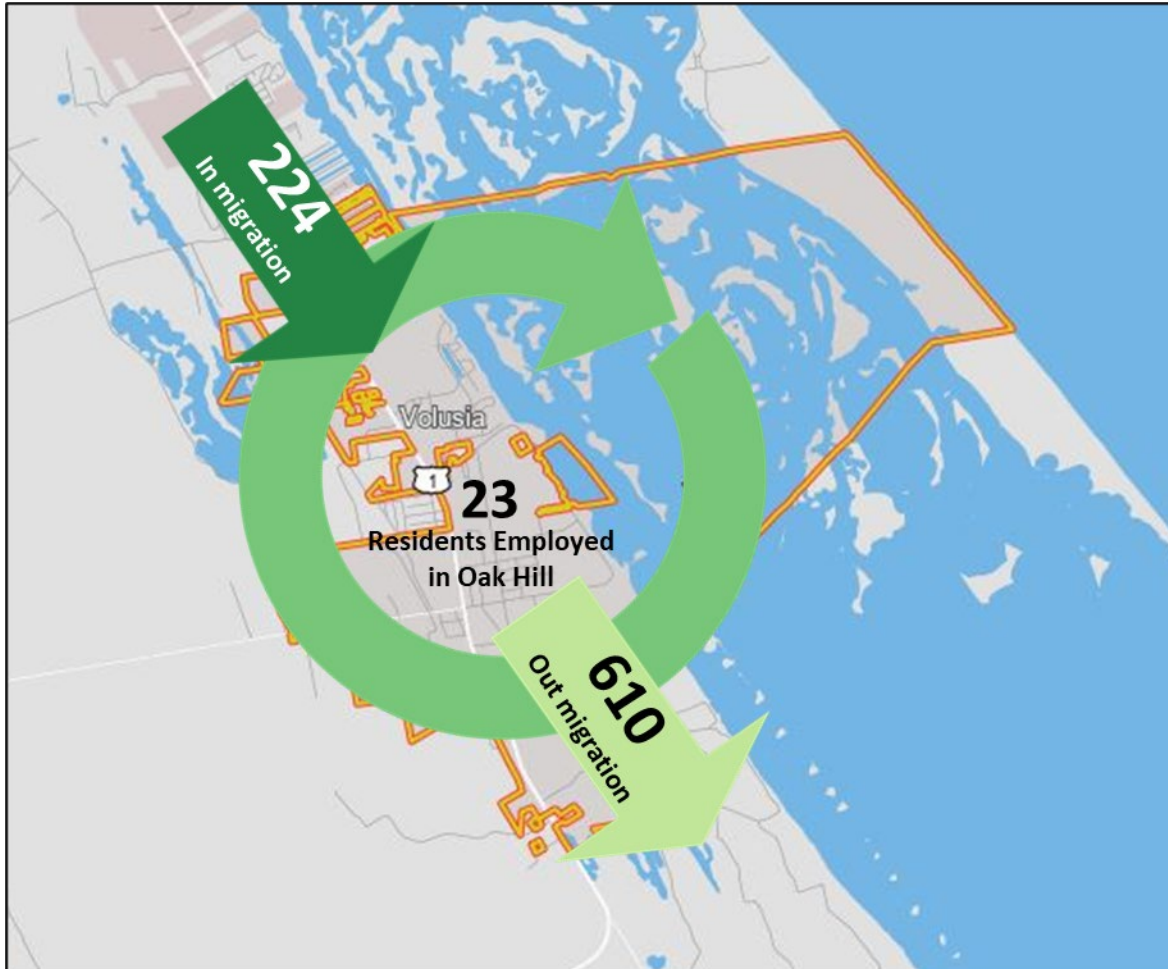 224
In migration
Volusia
1
23
Residents Employed
in Oak Hill
610
Out migration